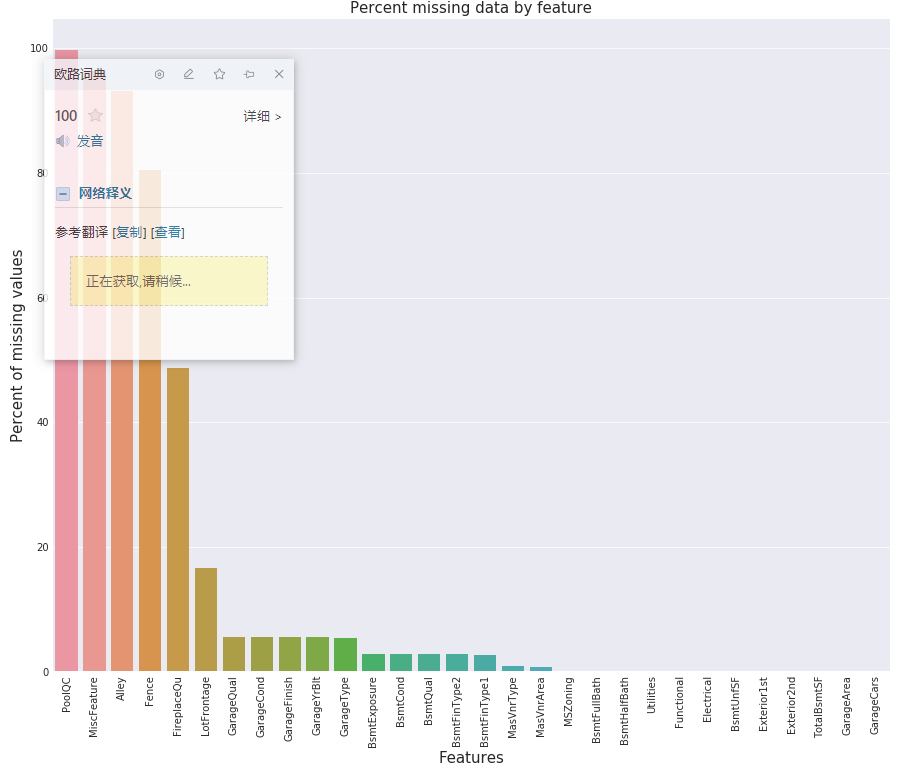 Percent missing data by feature
Percent of missing values
100
80
60
40
20
0
欧路词典
100
详细 >
发音
网络释义
参考翻译 [复制] [查看]
正在获取,请稍候...
PoolQC
MiscFeature
Alley
Fence
FireplaceQu
LotFrontage
GarageQual
GarageCond
GarageFinish
GarageYrBlt
GarageType
BsmtExposure
BsmtCond
BsmtQual
BsmtFinType2
BsmtFinType1
MasVnrType
MasVnrArea
MSZoning
BsmtFullBath
BsmtHalfBath
Utilities
Functional
Electrical
BsmtUnfSF
Exterior1st
Exterior2nd
TotalBsmtSF
GarageArea
GarageCars
Features